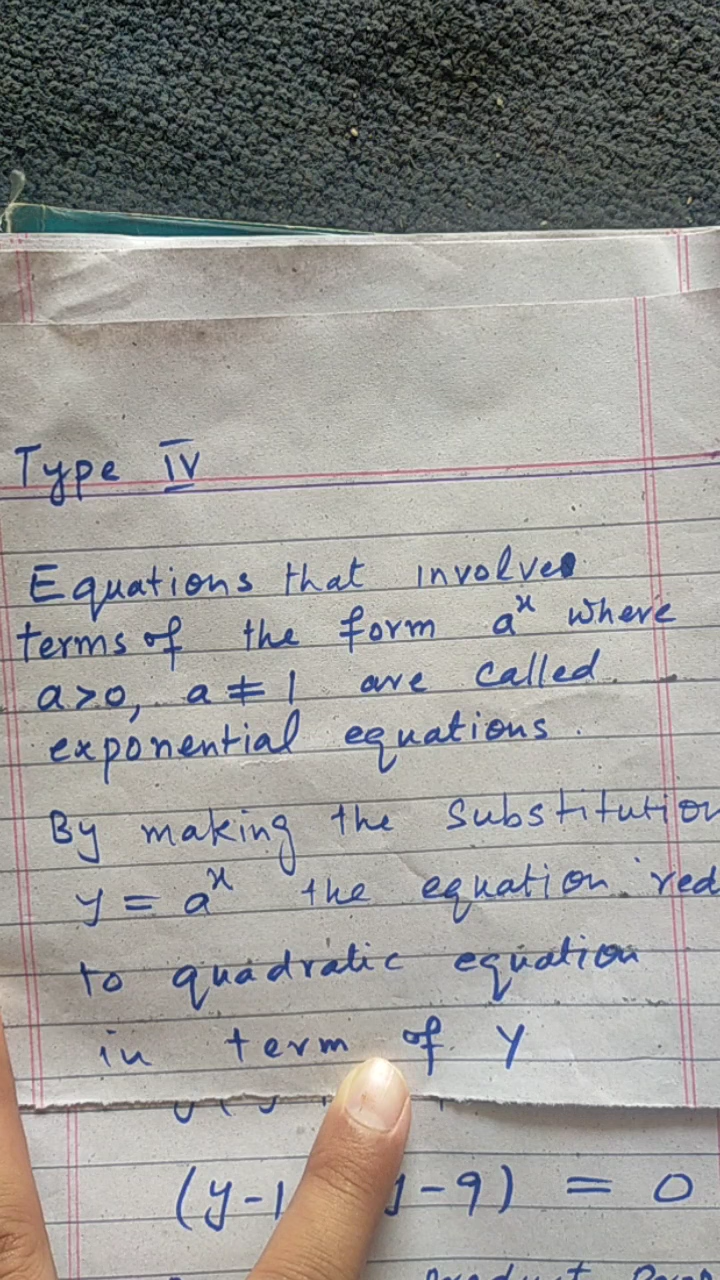 Type IV
Equations that involves
terms of the form aˣ where
a>0, a ≠ 1 are called
exponential equations.
By making the Substitution
y = aˣ the equation red
to quadratic equation
in term of y
(y-1 y-9) = 0